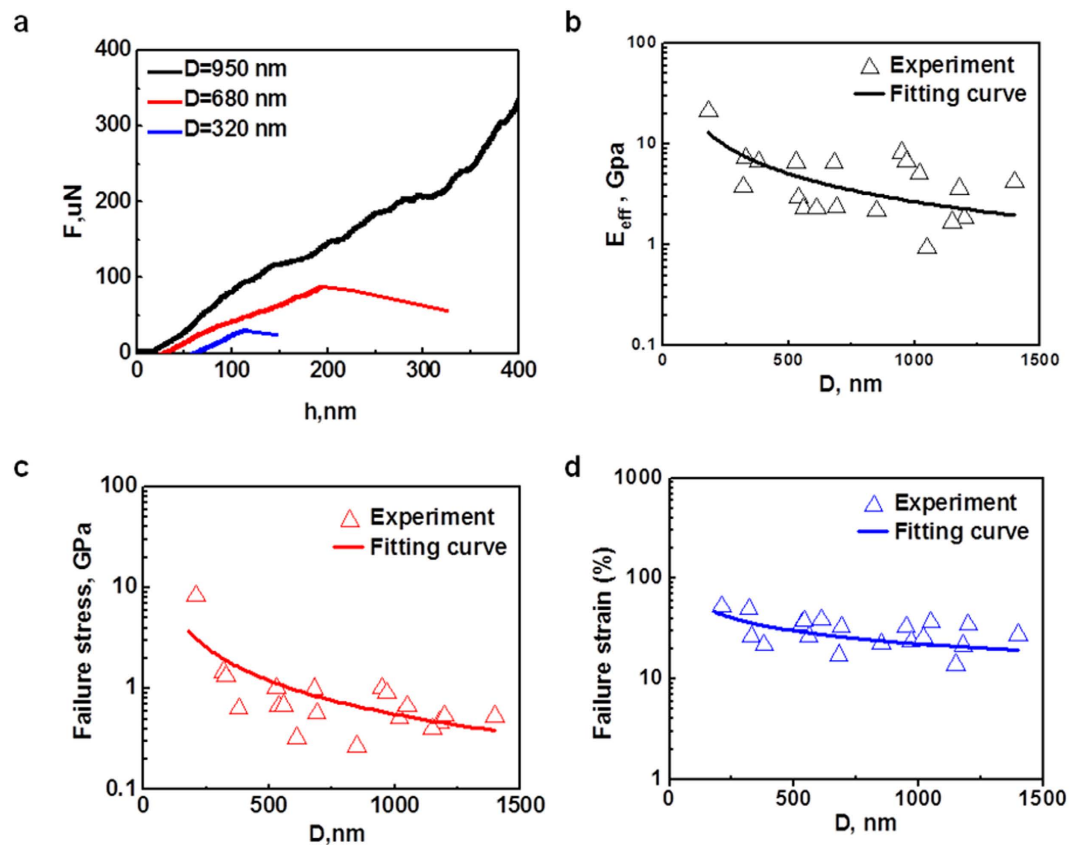 a
400
300
200
100
0
F,uN
D=950 nm
D=680 nm
D=320 nm
0 100 200 300 400
h,nm
b
100
10
1
0.1
E_eff, Gpa
Experiment
Fitting curve
0 500 1000 1500
D, nm
c
100
10
1
0.1
Failure stress, GPa
Experiment
Fitting curve
0 500 1000 1500
D,nm
d
1000
100
10
1
Failure strain (%)
Experiment
Fitting curve
0 500 1000 1500
D, nm